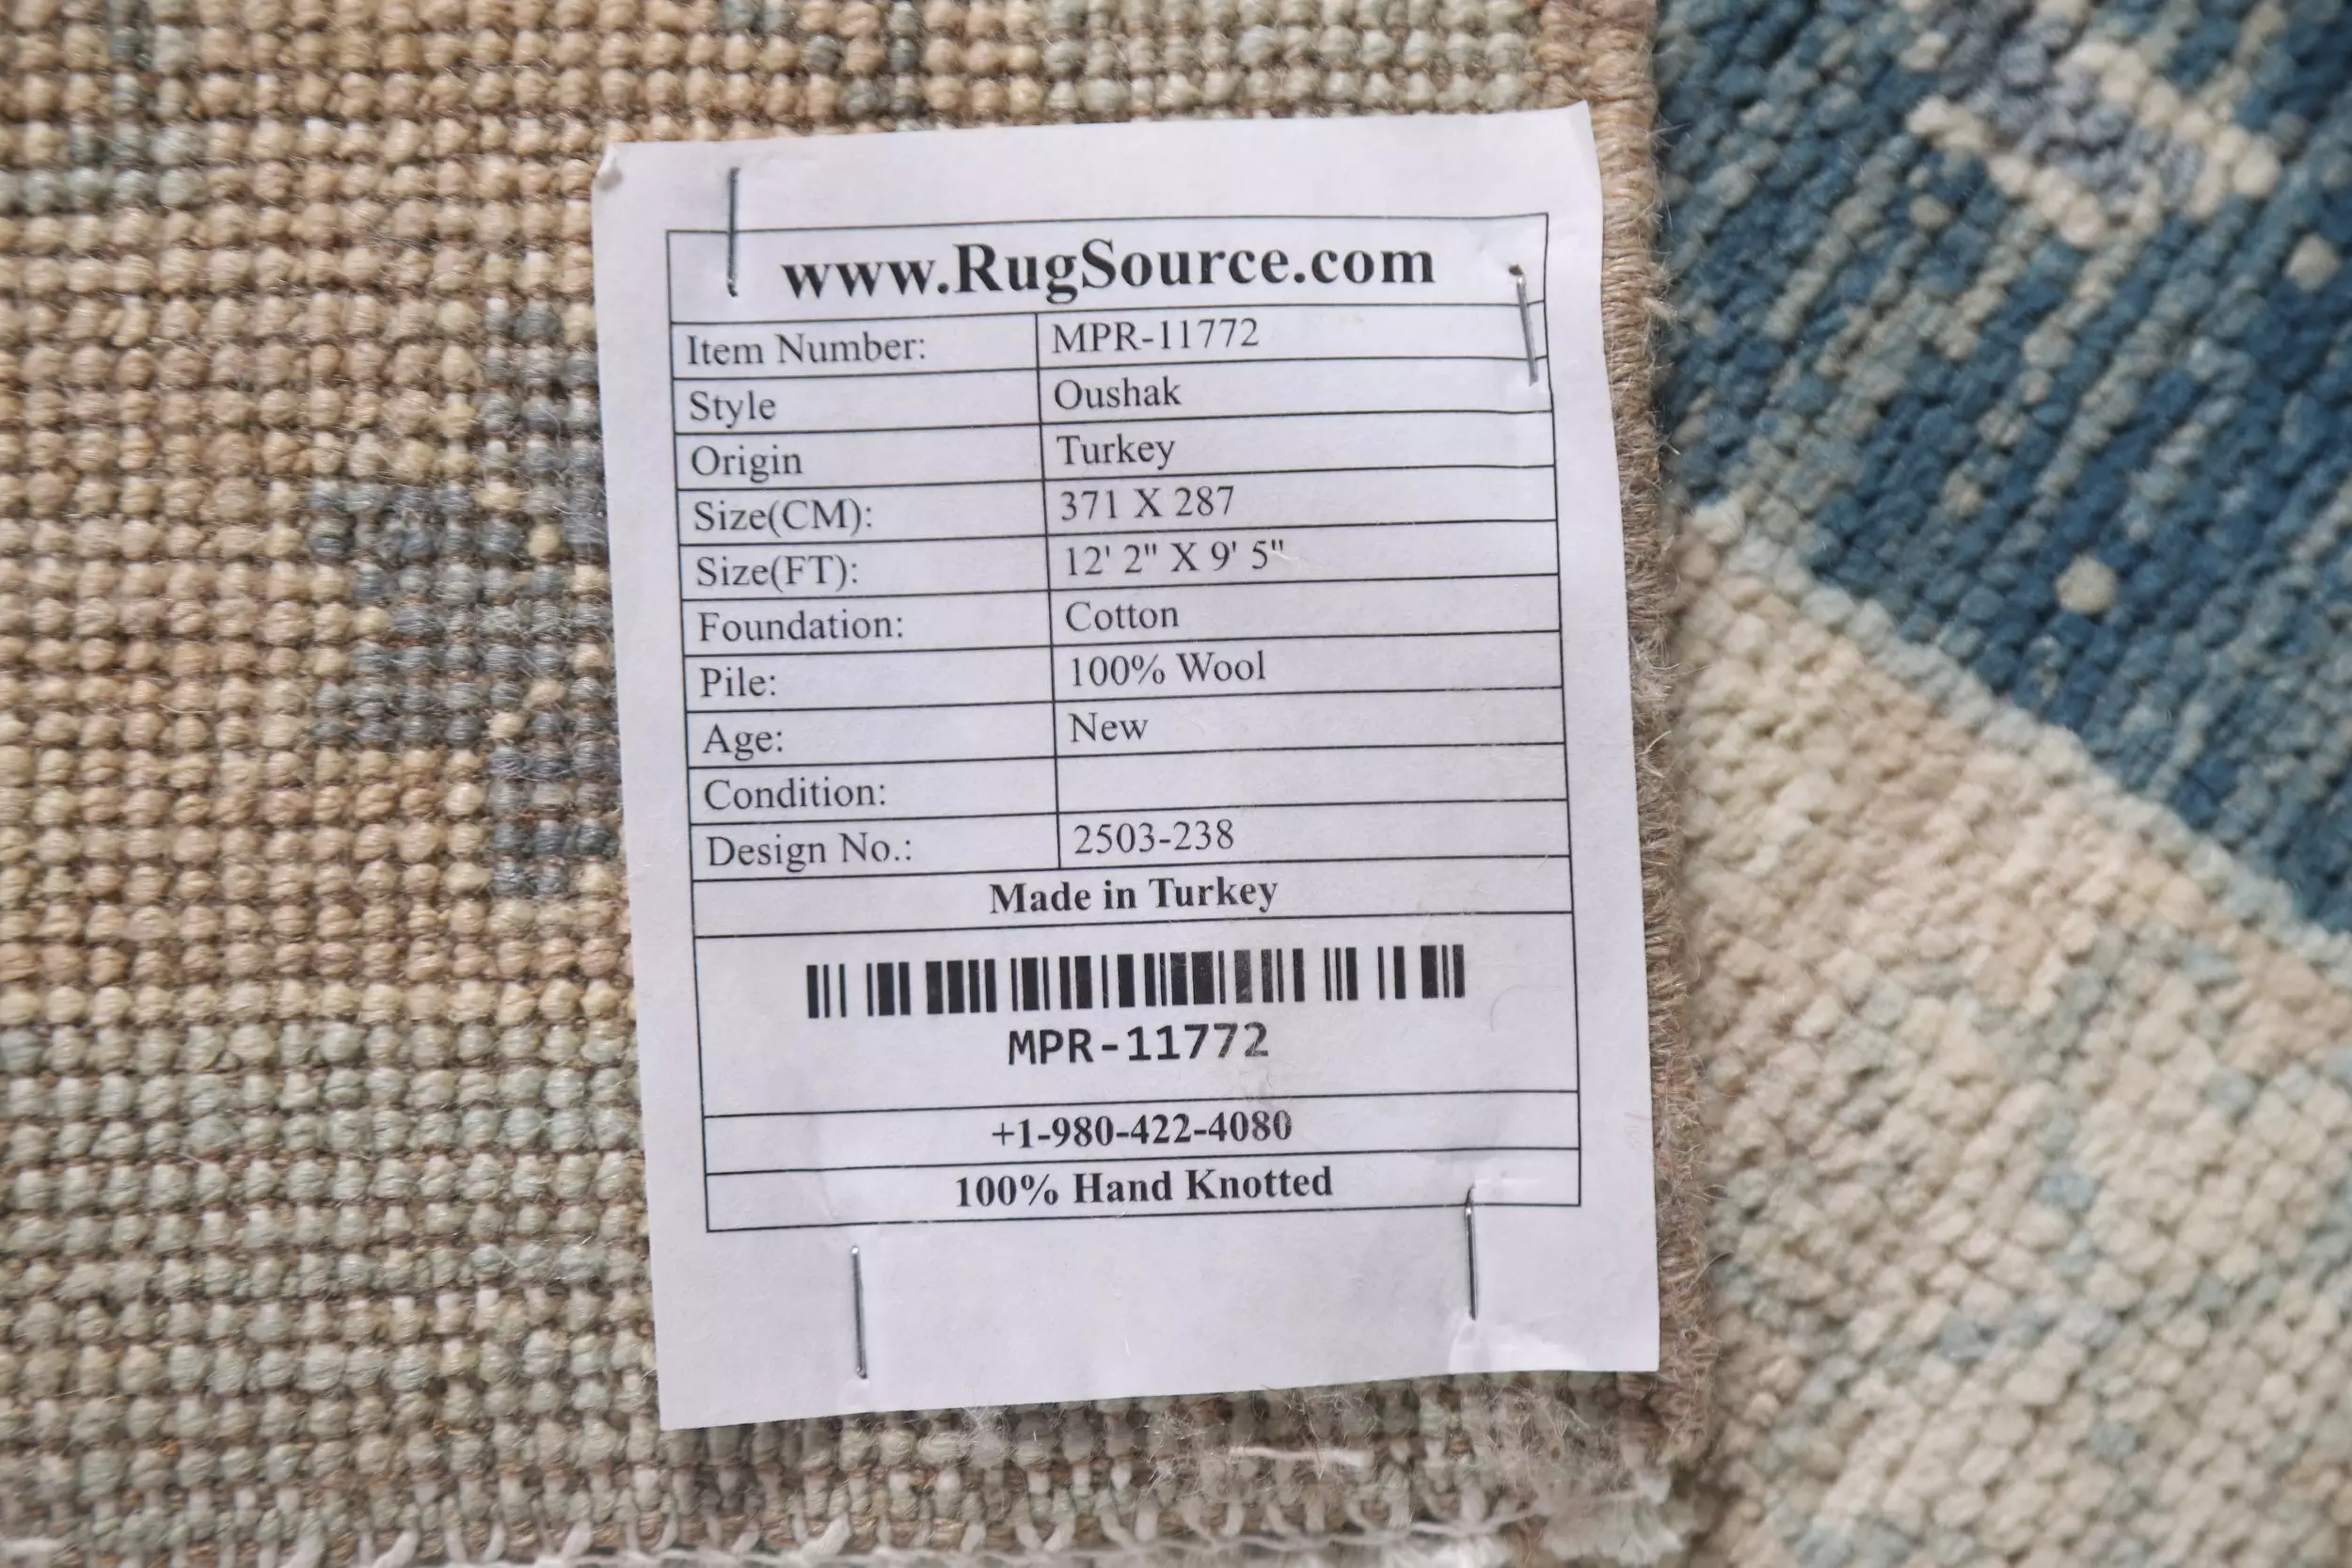 www.RugSource.com
Item Number: MPR-11772
Style Oushak
Origin Turkey
Size(CM): 371 X 287
Size(FT): 12' 2" X 9' 5"
Foundation: Cotton
Pile: 100% Wool
Age: New
Condition:
Design No.: 2503-238
Made in Turkey
MPR-11772
+1-980-422-4080
100% Hand Knotted